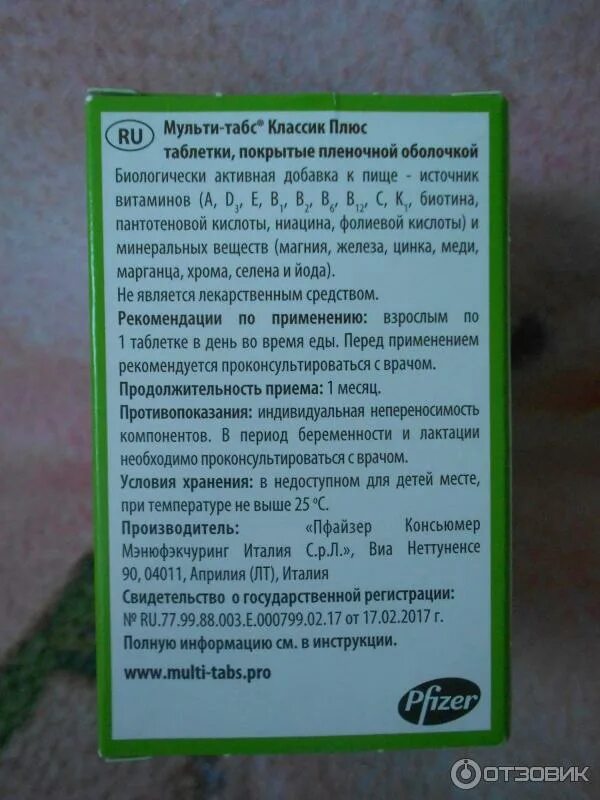 RU
Мульти-табс® Классик Плюс
таблетки, покрытые пленочной оболочкой
Биологически активная добавка к пище - источник
витаминов (A, D3, E, B1, B2, B6, B12, C, K1, биотина,
пантотеновой кислоты, ниацина, фолиевой кислоты) и
минеральных веществ (магния, железа, цинка, меди,
марганца, хрома, селена и йода).
Не является лекарственным средством.
Рекомендации по применению: взрослым по
1 таблетке в день во время еды. Перед применением
рекомендуется проконсультироваться с врачом.
Продолжительность приема: 1 месяц.
Противопоказания: индивидуальная непереносимость
компонентов. В период беременности и лактации
необходимо проконсультироваться с врачом.
Условия хранения: в недоступном для детей месте,
при температуре не выше 25 °C.
Производитель: «Пфайзер Консьюмер
Мэнюфэкчуринг Италия С.р.Л.», Виа Неттуненсе
90, 04011, Априлия (ЛТ), Италия
Свидетельство о государственной регистрации:
№ RU.77.99.88.003.E.000799.02.17 от 17.02.2017 г.
Полную информацию см. в инструкции.
www.multi-tabs.pro
Pfizer
ОТЗОВИК